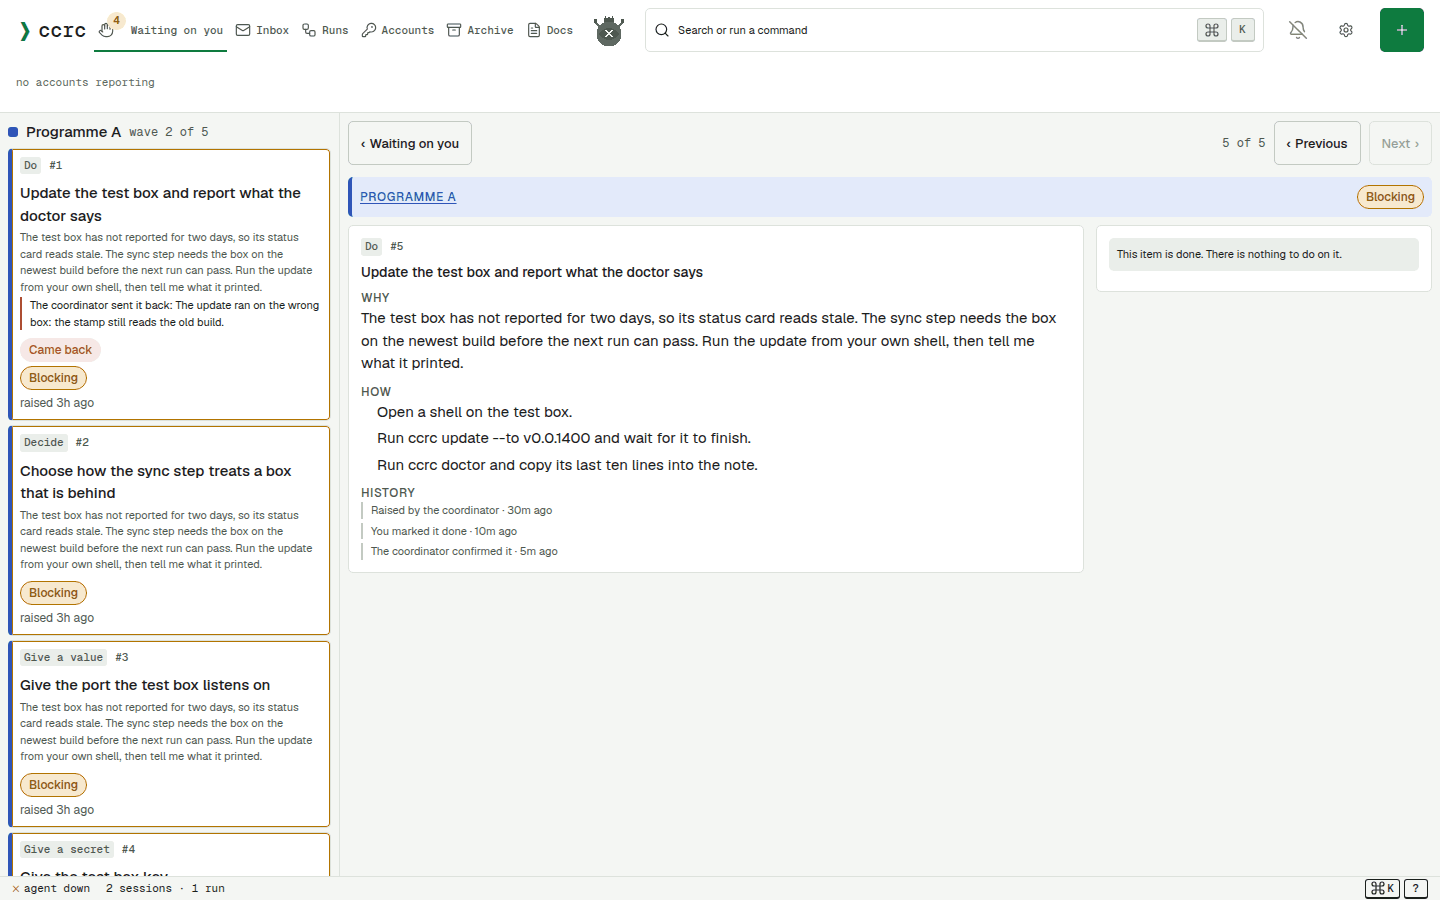 ccrc
4
Waiting on you
Inbox
Runs
Accounts
Archive
Docs
Search or run a command
⌘ K
+
no accounts reporting
Programme A wave 2 of 5
Do #1
Update the test box and report what the
doctor says
The test box has not reported for two days, so its status
card reads stale. The sync step needs the box on the
newest build before the next run can pass. Run the update
from your own shell, then tell me what it printed.
The coordinator sent it back: The update ran on the wrong
box: the stamp still reads the old build.
Came back
Blocking
raised 3h ago
Decide #2
Choose how the sync step treats a box
that is behind
The test box has not reported for two days, so its status
card reads stale. The sync step needs the box on the
newest build before the next run can pass. Run the update
from your own shell, then tell me what it printed.
Blocking
raised 3h ago
Give a value #3
Give the port the test box listens on
The test box has not reported for two days, so its status
card reads stale. The sync step needs the box on the
newest build before the next run can pass. Run the update
from your own shell, then tell me what it printed.
Blocking
raised 3h ago
Give a secret #4
Give the test box key
‹ Waiting on you
5 of 5
‹ Previous
Next ›
PROGRAMME A
Blocking
Do #5
Update the test box and report what the doctor says
WHY
The test box has not reported for two days, so its status card reads stale. The sync step needs the box
on the newest build before the next run can pass. Run the update from your own shell, then tell me
what it printed.
HOW
Open a shell on the test box.
Run ccrc update --to v0.0.1400 and wait for it to finish.
Run ccrc doctor and copy its last ten lines into the note.
HISTORY
Raised by the coordinator · 30m ago
You marked it done · 10m ago
The coordinator confirmed it · 5m ago
This item is done. There is nothing to do on it.
× agent down 2 sessions · 1 run
⌘K ?